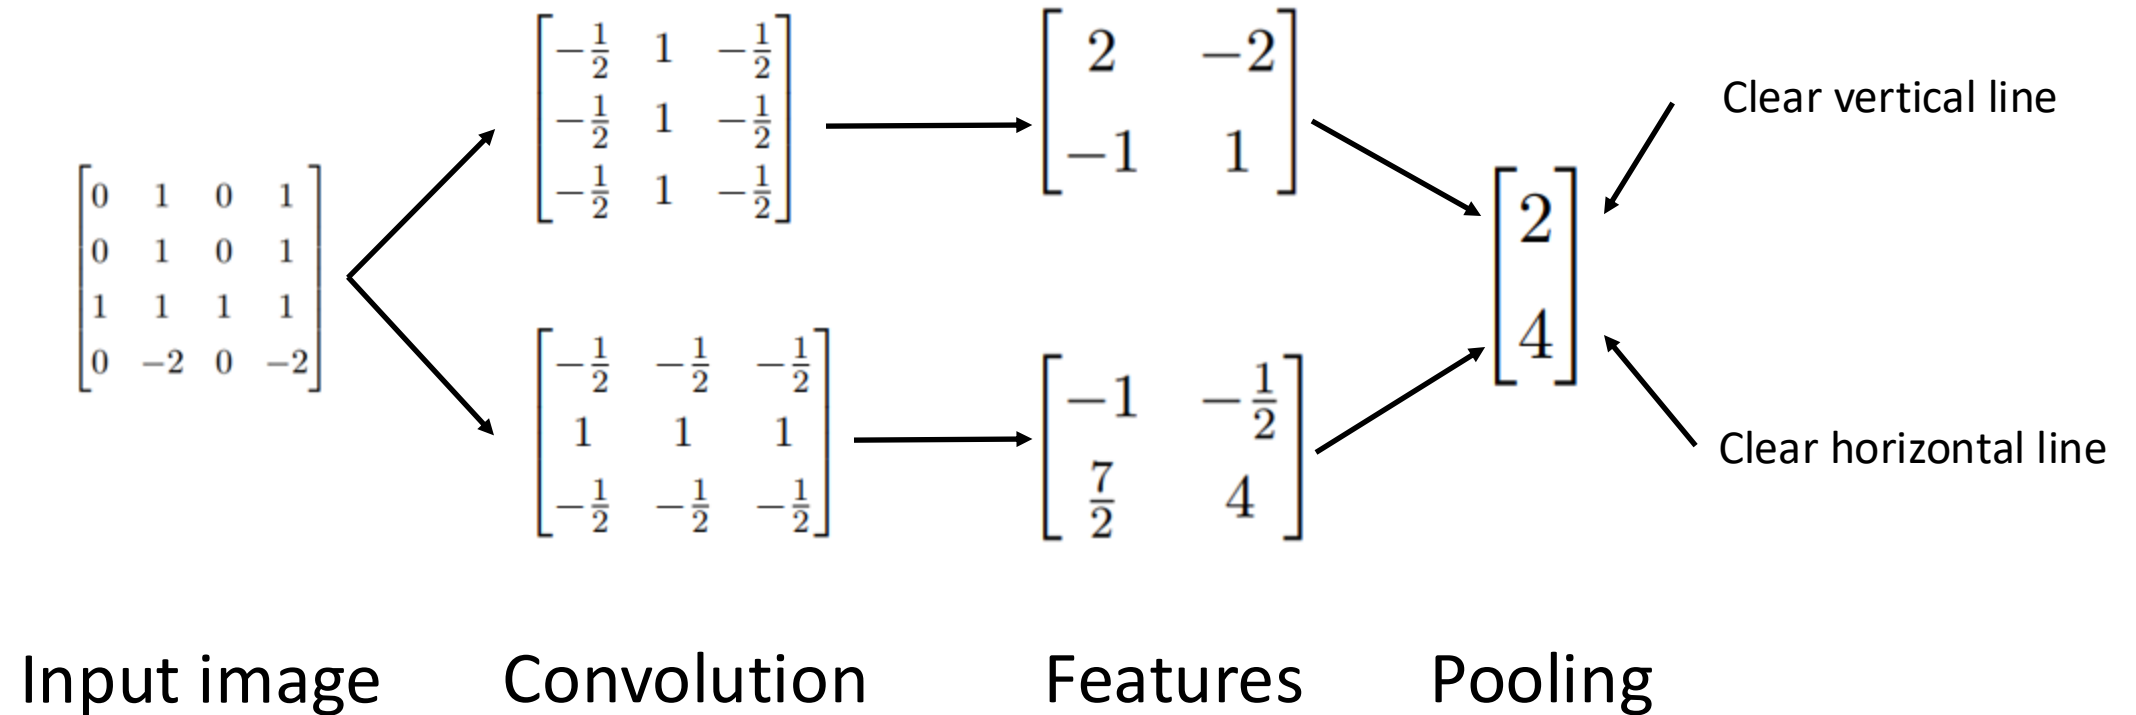 0 1 0 1
0 1 0 1
1 1 1 1
0 −2 0 −2
−1/2 1 −1/2
−1/2 1 −1/2
−1/2 1 −1/2
−1/2 −1/2 −1/2
1 1 1
−1/2 −1/2 −1/2
2 −2
−1 1
−1 −1/2
7/2 4
2
4
Clear vertical line
Clear horizontal line
Input image
Convolution
Features
Pooling